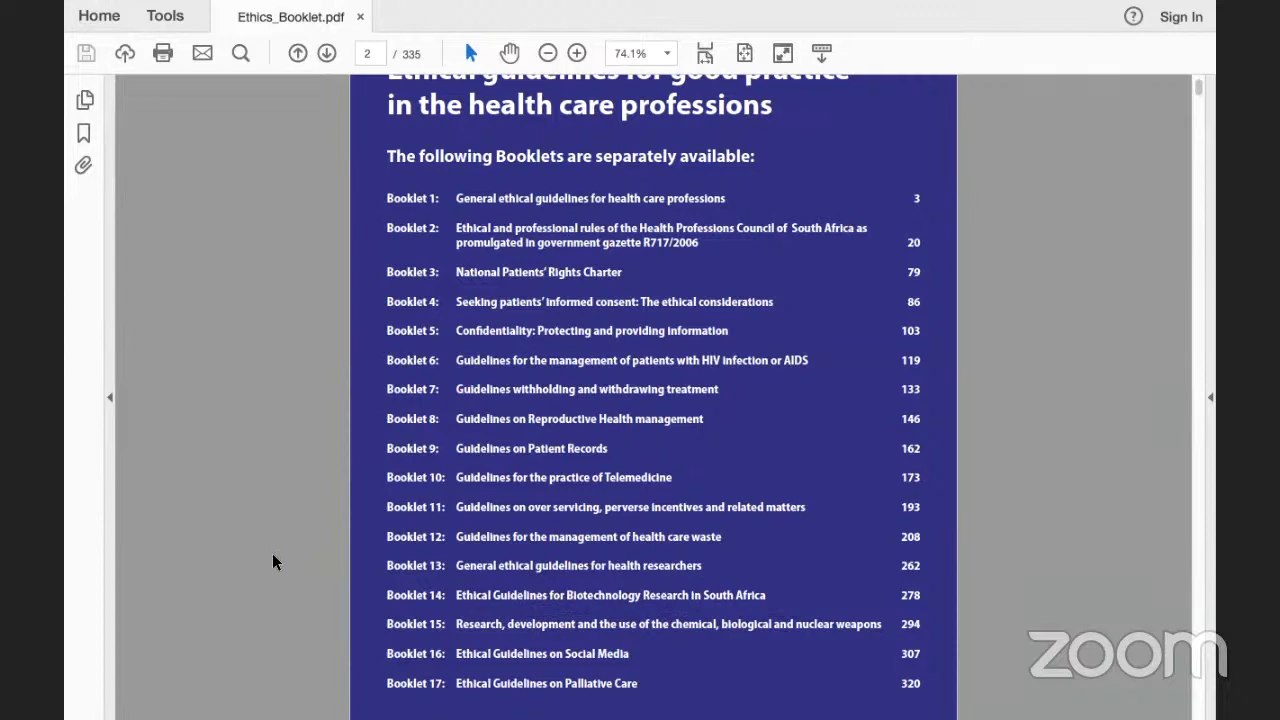 Home Tools Ethics_Booklet.pdf × ? Sign In
2 / 335 74.1%
Ethical guidelines for good practice
in the health care professions
The following Booklets are separately available:
Booklet 1: General ethical guidelines for health care professions 3
Booklet 2: Ethical and professional rules of the Health Professions Council of South Africa as
promulgated in government gazette R717/2006 20
Booklet 3: National Patients' Rights Charter 79
Booklet 4: Seeking patients' informed consent: The ethical considerations 86
Booklet 5: Confidentiality: Protecting and providing information 103
Booklet 6: Guidelines for the management of patients with HIV infection or AIDS 119
Booklet 7: Guidelines withholding and withdrawing treatment 133
Booklet 8: Guidelines on Reproductive Health management 146
Booklet 9: Guidelines on Patient Records 162
Booklet 10: Guidelines for the practice of Telemedicine 173
Booklet 11: Guidelines on over servicing, perverse incentives and related matters 193
Booklet 12: Guidelines for the management of health care waste 208
Booklet 13: General ethical guidelines for health researchers 262
Booklet 14: Ethical Guidelines for Biotechnology Research in South Africa 278
Booklet 15: Research, development and the use of the chemical, biological and nuclear weapons 294
Booklet 16: Ethical Guidelines on Social Media 307
Booklet 17: Ethical Guidelines on Palliative Care 320
zoom